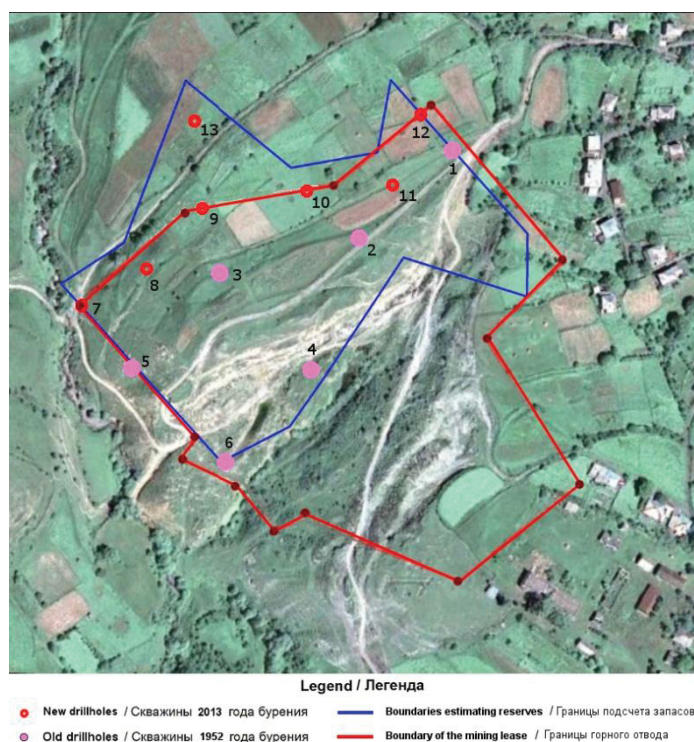 13
12
1
10
11
9
2
8
3
7
5
4
6
Legend / Легенда
New drillholes / Скважины 2013 года бурения
Boundaries estimating reserves / Границы подсчета запасов
Old drillholes / Скважины 1952 года бурения
Boundary of the mining lease / Границы горного отвода